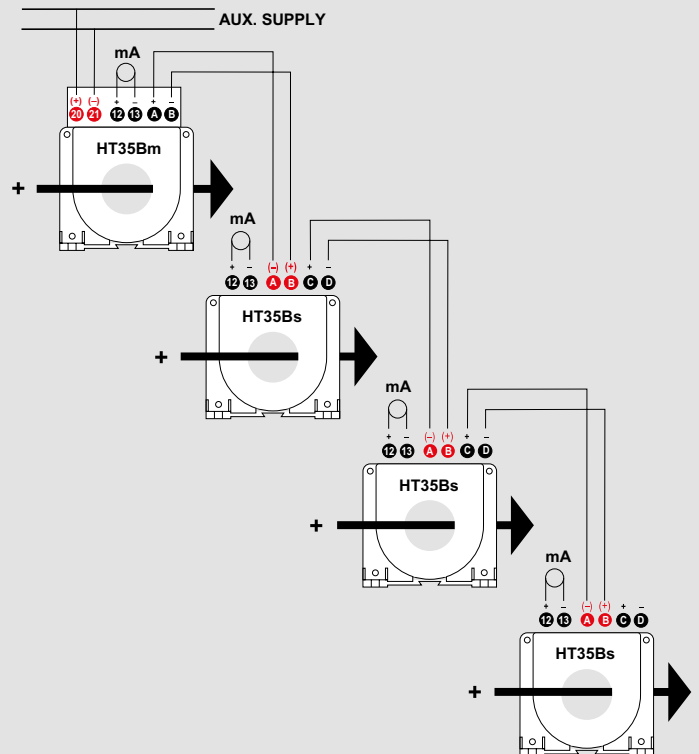 AUX. SUPPLY
mA
(+) (–) + – + –
20 21 12 13 A B
HT35Bm
+
mA
+ – (–) (+) + –
12 13 A B C D
HT35Bs
+
mA
+ – (–) (+) + –
12 13 A B C D
HT35Bs
+
mA
+ – (–) (+) + –
12 13 A B C D
HT35Bs
+